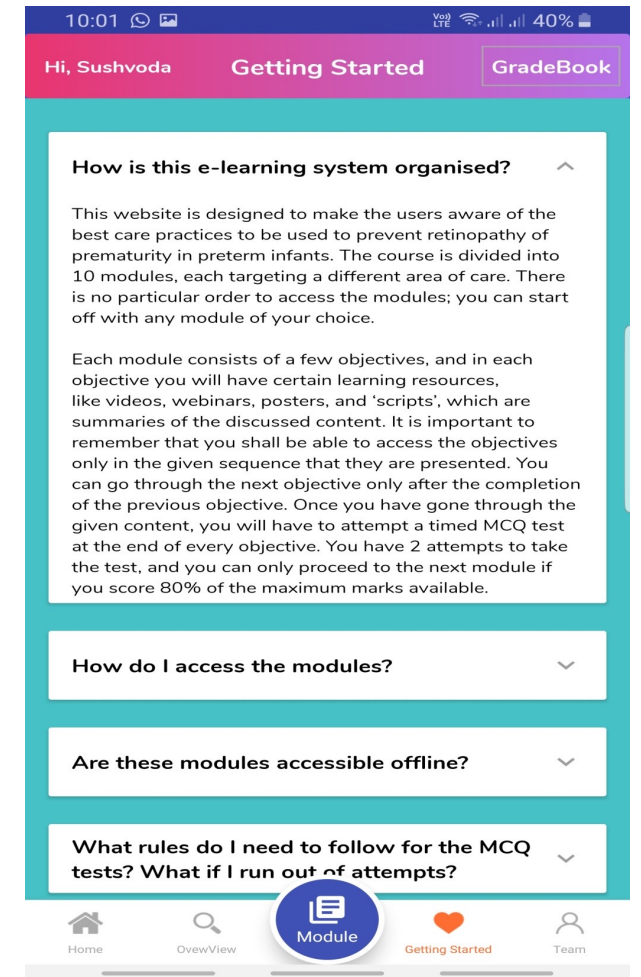 10:01 40%
Vo)) LTE
Hi, Sushvoda Getting Started GradeBook
How is this e-learning system organised?
This website is designed to make the users aware of the
best care practices to be used to prevent retinopathy of
prematurity in preterm infants. The course is divided into
10 modules, each targeting a different area of care. There
is no particular order to access the modules; you can start
off with any module of your choice.
Each module consists of a few objectives, and in each
objective you will have certain learning resources,
like videos, webinars, posters, and ‘scripts’, which are
summaries of the discussed content. It is important to
remember that you shall be able to access the objectives
only in the given sequence that they are presented. You
can go through the next objective only after the completion
of the previous objective. Once you have gone through the
given content, you will have to attempt a timed MCQ test
at the end of every objective. You have 2 attempts to take
the test, and you can only proceed to the next module if
you score 80% of the maximum marks available.
How do I access the modules?
Are these modules accessible offline?
What rules do I need to follow for the MCQ
tests? What if I run out of attempts?
Home OvewView Module Getting Started Team